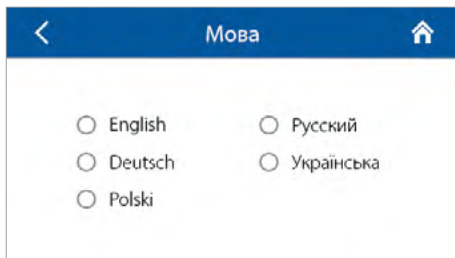 Мова
English
Deutsch
Polski
Русский
Українська